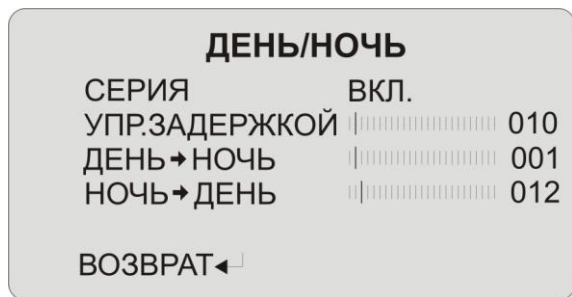 ДЕНЬ/НОЧЬ
СЕРИЯ ВКЛ.
УПР.ЗАДЕРЖКОЙ 010
ДЕНЬ➔НОЧЬ 001
НОЧЬ➔ДЕНЬ 012
ВОЗВРАТ